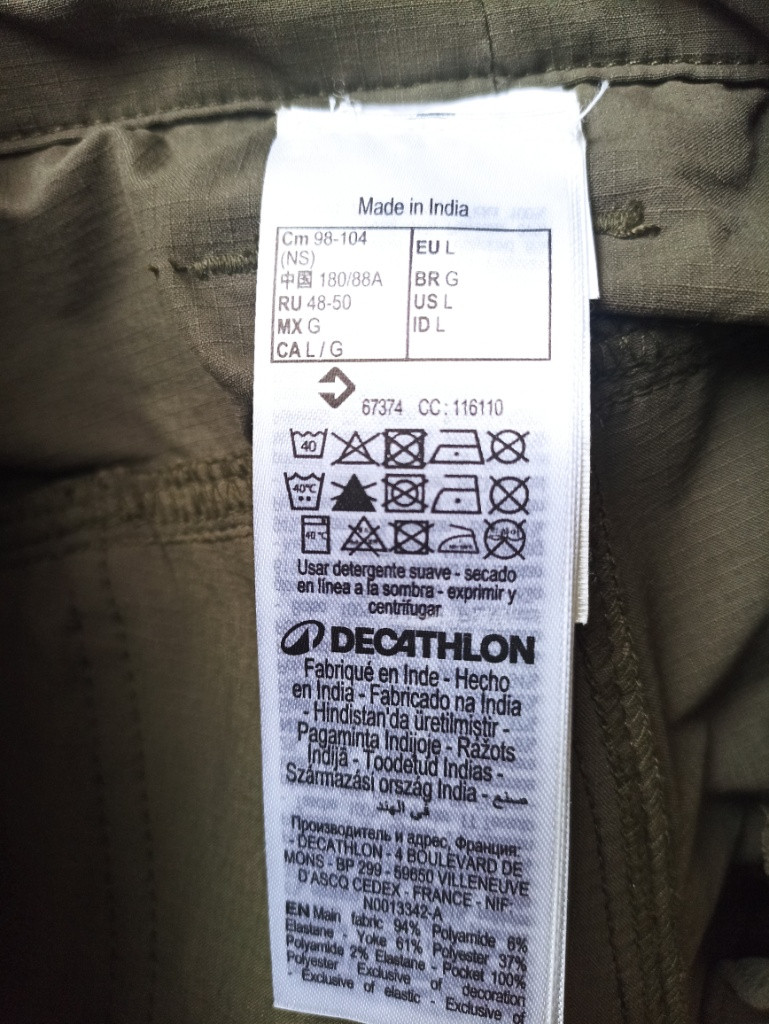 Made in India
Cm 98-104
(NS)
中国 180/88A
RU 48-50
MX G
CA L / G
EU L
BR G
US L
ID L
67374 CC : 116110
40
40°C
40 °C
Usar detergente suave - secado
en línea a la sombra - exprimir y
centrifugar
DECATHLON
Fabriqué en Inde - Hecho
en India - Fabricado na Índia
- Hindistan'da üretilmiştir -
Pagaminta Indijoje - Ražots
Indijā - Toodetud Indias -
Származási ország India - صنع
في الهند
Производитель и адрес, Франция:
- DECATHLON - 4 BOULEVARD DE
MONS - BP 299 - 59650 VILLENEUVE
D'ASCQ CEDEX - FRANCE - NIF:
N0013342-A
EN Main fabric 94% Polyamide 6%
Elastane - Yoke 61% Polyester 37%
Polyamide 2% Elastane - Pocket 100%
Polyester Exclusive of decoration
- Exclusive of elastic - Exclusive of